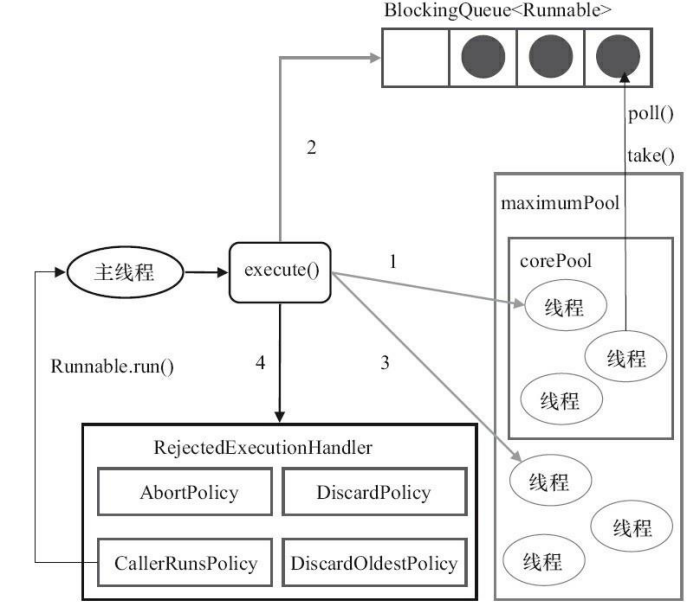 BlockingQueue<Runnable>
poll()
2
take()
maximumPool
corePool
主线程
execute()
1
线程
Runnable.run()
4
3
线程
线程
RejectedExecutionHandler
线程
AbortPolicy
DiscardPolicy
线程
CallerRunsPolicy
DiscardOldestPolicy
线程